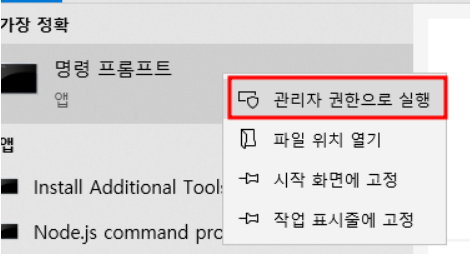 가장 정확
명령 프롬프트
앱
관리자 권한으로 실행
파일 위치 열기
시작 화면에 고정
작업 표시줄에 고정
앱
Install Additional Tool
Node.js command pro